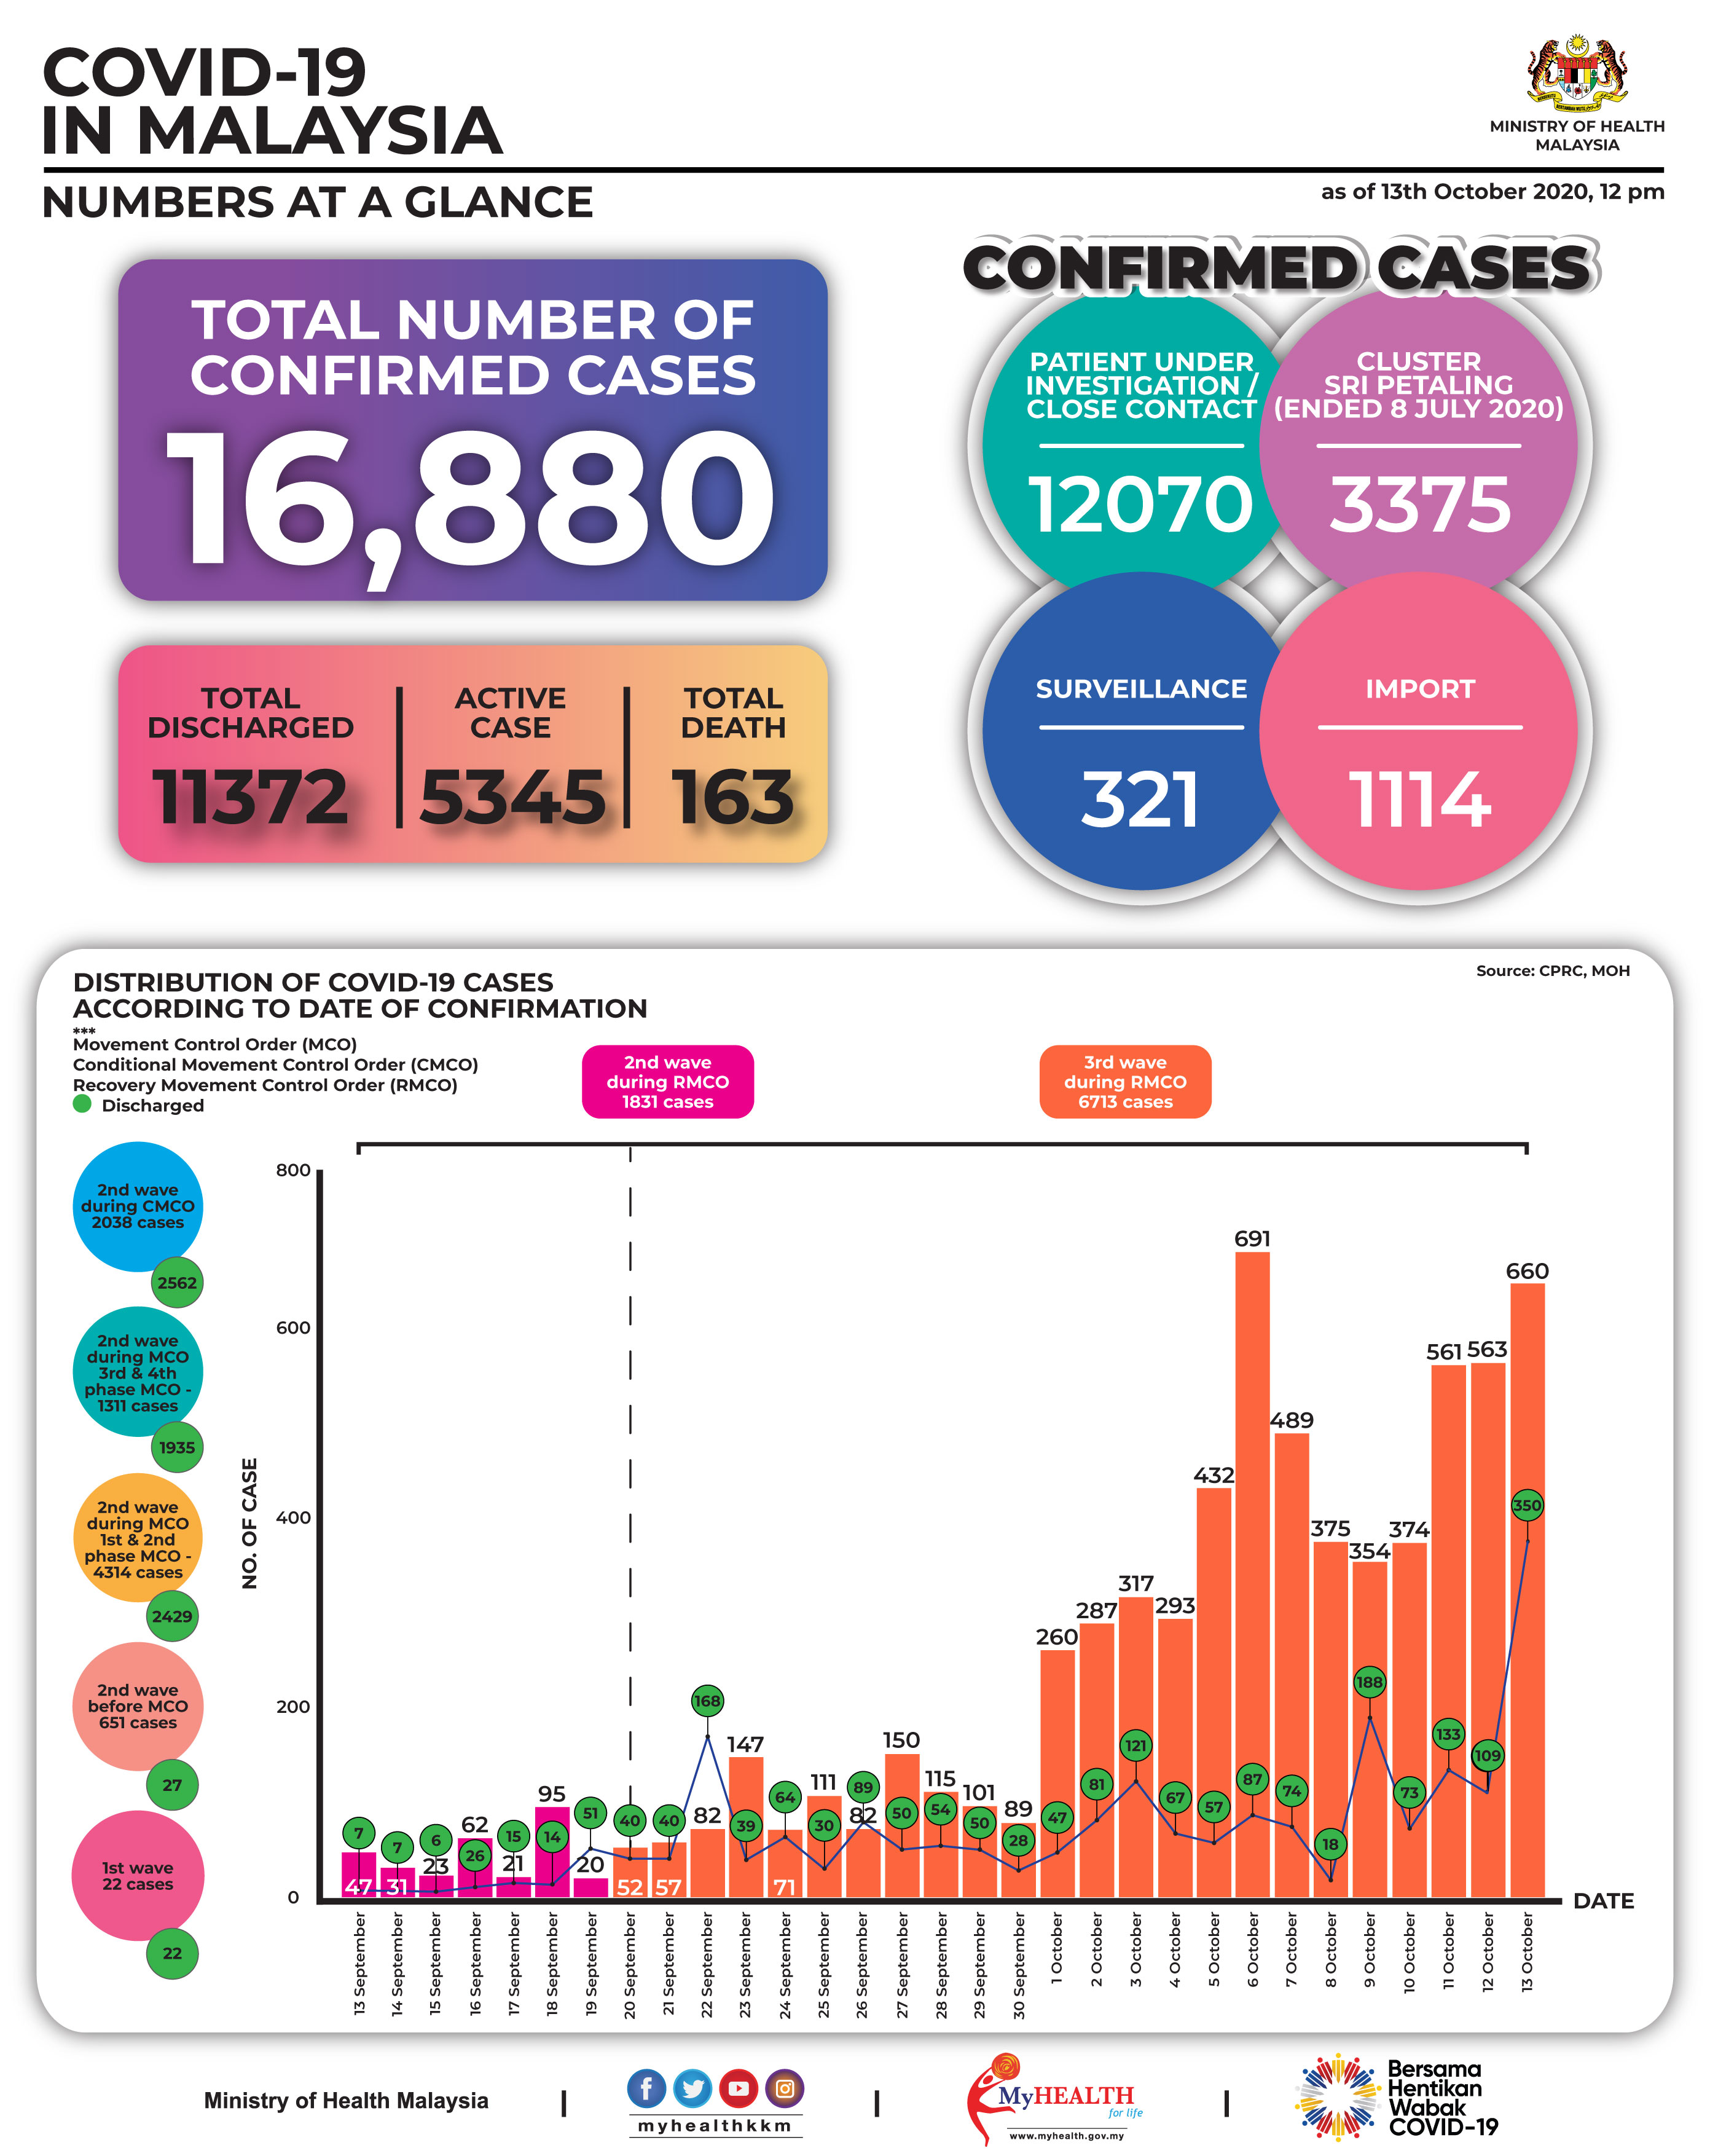 COVID-19
IN MALAYSIA
MINISTRY OF HEALTH
MALAYSIA
NUMBERS AT A GLANCE
as of 13th October 2020, 12 pm
TOTAL NUMBER OF
CONFIRMED CASES
16,880
TOTAL
DISCHARGED
11372
ACTIVE
CASE
5345
TOTAL
DEATH
163
CONFIRMED CASES
PATIENT UNDER
INVESTIGATION /
CLOSE CONTACT
12070
CLUSTER
SRI PETALING
(ENDED 8 JULY 2020)
3375
SURVEILLANCE
321
IMPORT
1114
DISTRIBUTION OF COVID-19 CASES
ACCORDING TO DATE OF CONFIRMATION
Source: CPRC, MOH
***
Movement Control Order (MCO)
Conditional Movement Control Order (CMCO)
Recovery Movement Control Order (RMCO)
Discharged
2nd wave
during RMCO
1831 cases
3rd wave
during RMCO
6713 cases
2nd wave
during CMCO
2038 cases
2562
2nd wave
during MCO
3rd & 4th
phase MCO -
1311 cases
1935
2nd wave
during MCO
1st & 2nd
phase MCO -
4314 cases
2429
2nd wave
before MCO
651 cases
27
1st wave
22 cases
22
NO. OF CASE
800
600
400
200
0
47 31 23 62 21 95 20 52 57 82 147 71 111 82 150 115 101 89 260 287 317 293 432 691 489 375 354 374 561 563 660
7 7 6 26 15 14 51 40 40 168 39 64 30 89 50 54 50 28 47 81 121 67 57 87 74 18 188 73 133 109 350
DATE
13 September
14 September
15 September
16 September
17 September
18 September
19 September
20 September
21 September
22 September
23 September
24 September
25 September
26 September
27 September
28 September
29 September
30 September
1 October
2 October
3 October
4 October
5 October
6 October
7 October
8 October
9 October
10 October
11 October
12 October
13 October
Ministry of Health Malaysia
myhealthkkm
MyHEALTH
for life
www.myhealth.gov.my
Bersama
Hentikan
Wabak
COVID-19